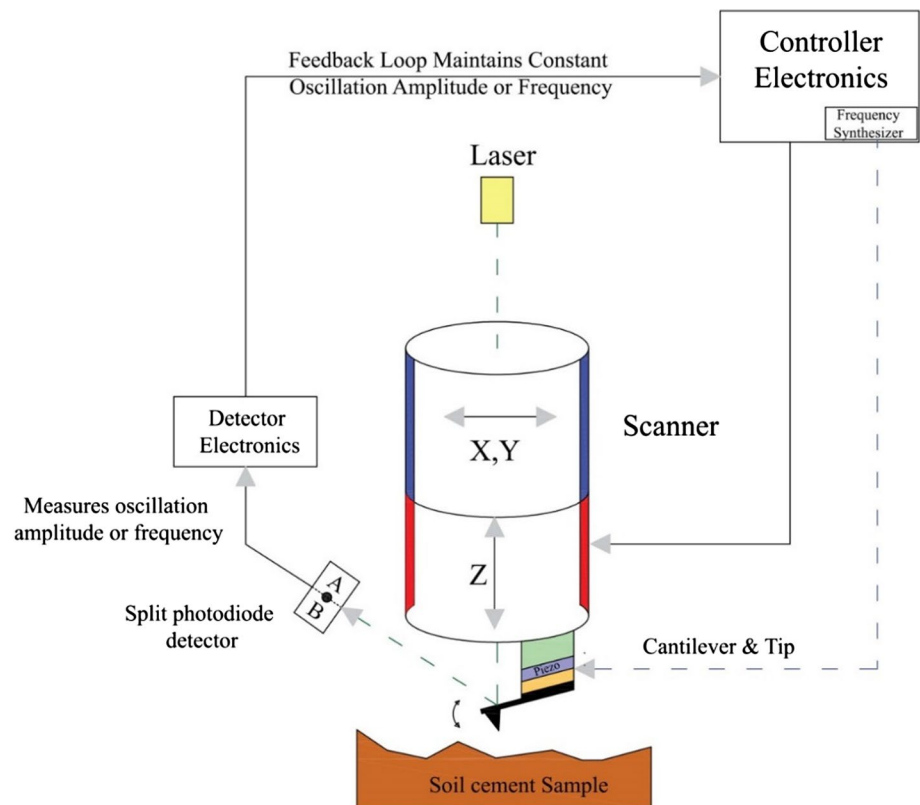 Feedback Loop Maintains Constant
Oscillation Amplitude or Frequency
Controller
Electronics
Frequency
Synthesizer
Laser
Detector
Electronics
X,Y
Scanner
Measures oscillation
amplitude or frequency
Z
A
B
Split photodiode
detector
Cantilever & Tip
Piezo
Soil cement Sample